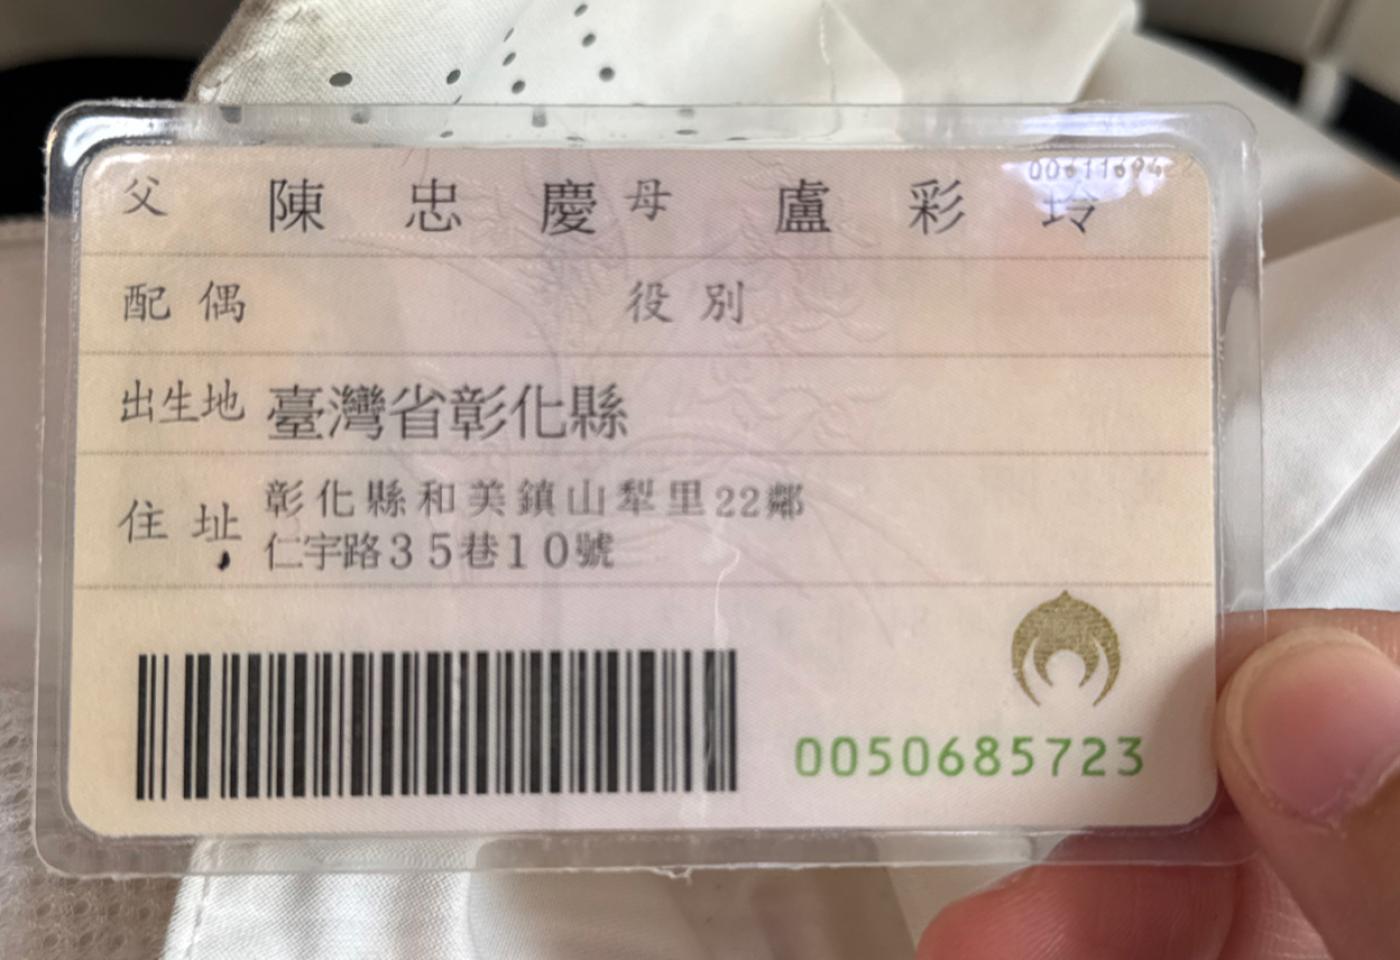 0061169422
父 陳忠慶 母 盧彩坽
配偶 役別
出生地 臺灣省彰化縣
住址 彰化縣和美鎮山犁里22鄰
仁宇路35巷10號
0050685723